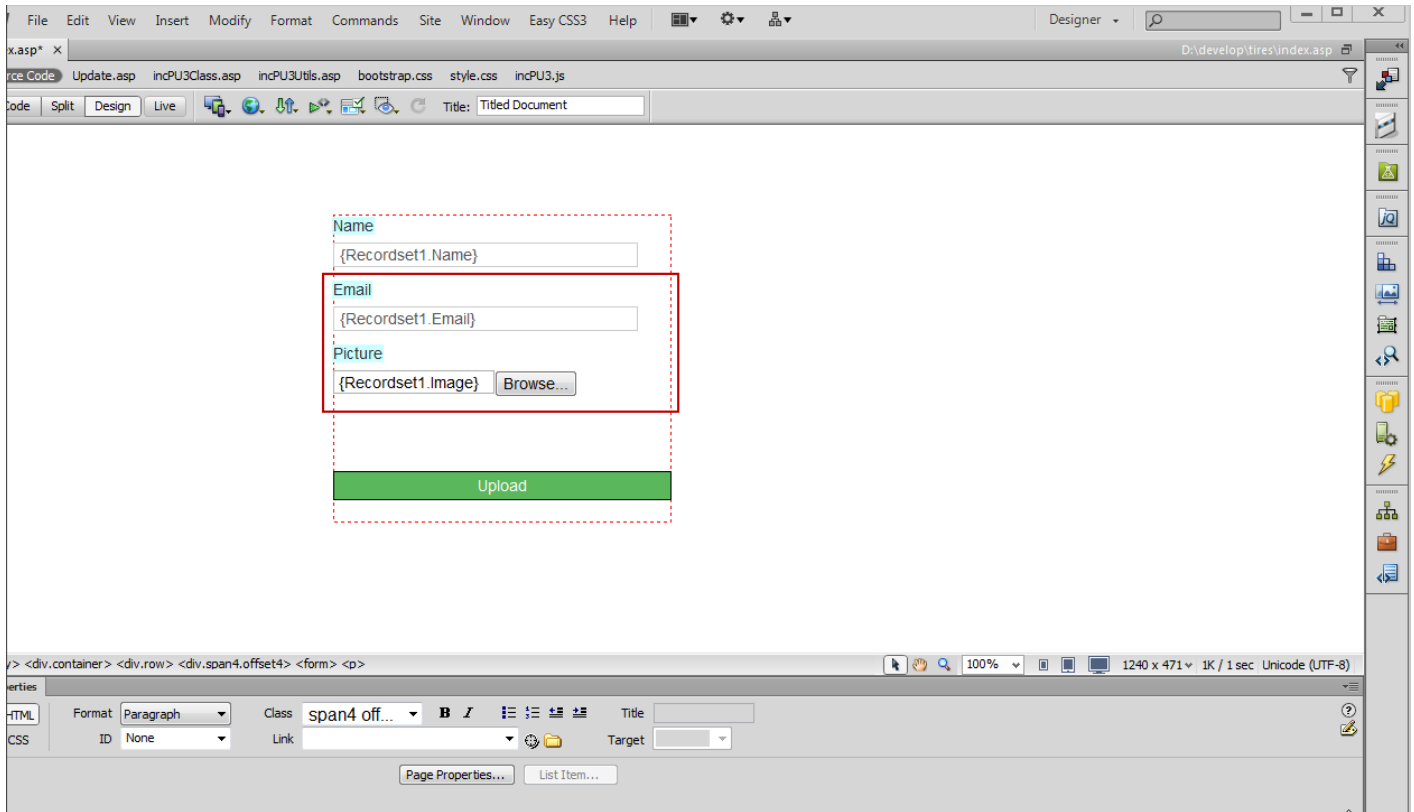 File Edit View Insert Modify Format Commands Site Window Easy CSS3 Help Designer
x.asp* D:\develop\tires\index.asp
rce Code Update.asp incPU3Class.asp incPU3Utils.asp bootstrap.css style.css incPU3.js
Code Split Design Live Title: Titled Document
Name
{Recordset1.Name}
Email
{Recordset1.Email}
Picture
{Recordset1.Image} Browse...
Upload
y> <div.container> <div.row> <div.span4.offset4> <form> <p> 100% 1240 x 471 1K / 1 sec Unicode (UTF-8)
erties
HTML Format Paragraph Class span4 off... B I Title
CSS ID None Link Target
Page Properties... List Item...
jQ